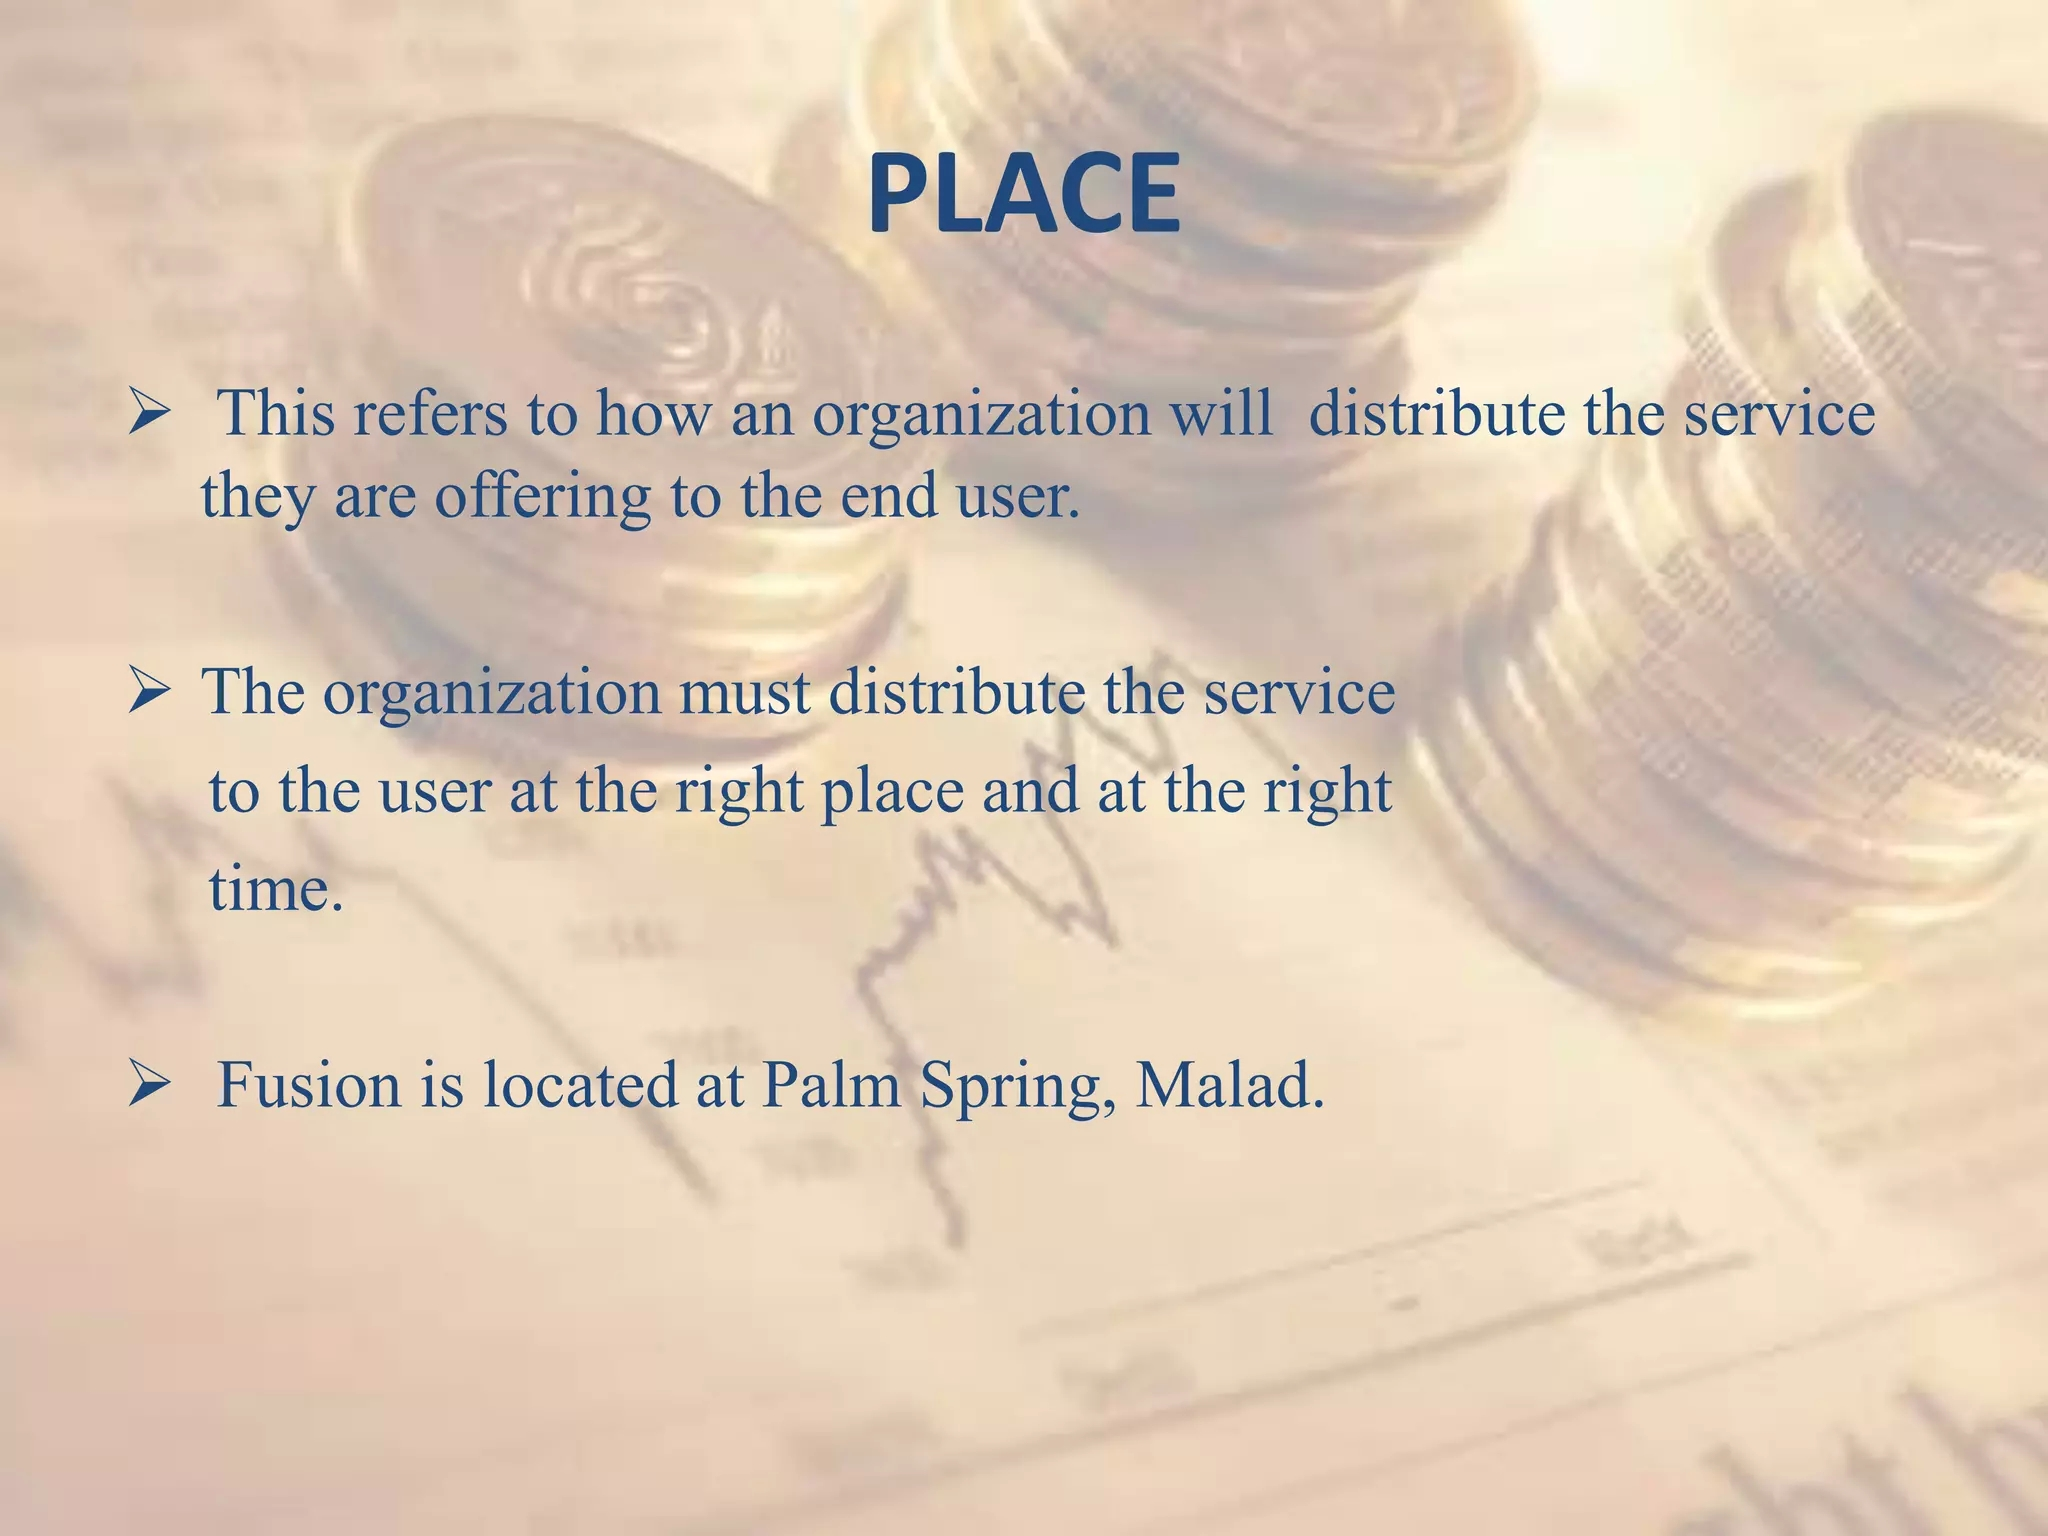 PLACE
➢ This refers to how an organization will distribute the service
they are offering to the end user.
➢ The organization must distribute the service
to the user at the right place and at the right
time.
➢ Fusion is located at Palm Spring, Malad.